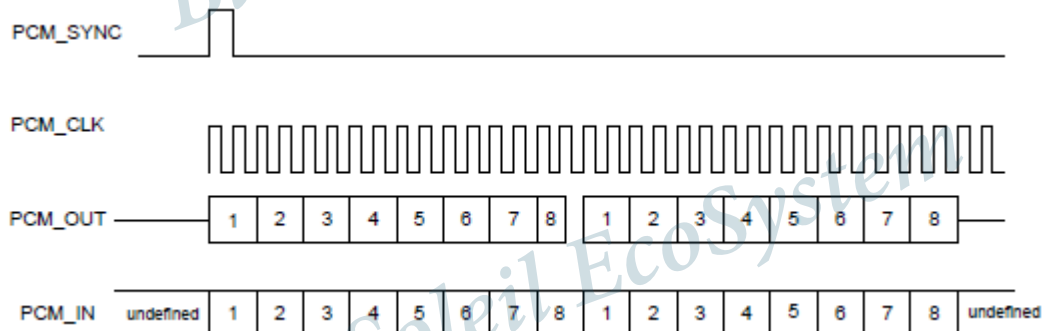 PCM_SYNC
PCM_CLK
PCM_OUT 1 2 3 4 5 6 7 8 1 2 3 4 5 6 7 8
PCM_IN undefined 1 2 3 4 5 6 7 8 1 2 3 4 5 6 7 8 undefined
Soleil EcoSystem